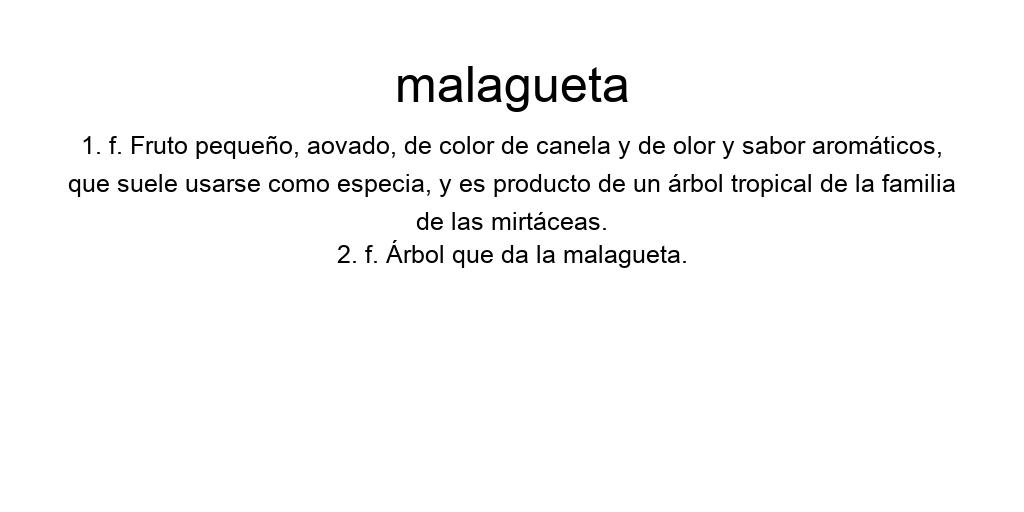 malagueta
1. f. Fruto pequeño, aovado, de color de canela y de olor y sabor aromáticos,
que suele usarse como especia, y es producto de un árbol tropical de la familia
de las mirtáceas.
2. f. Árbol que da la malagueta.